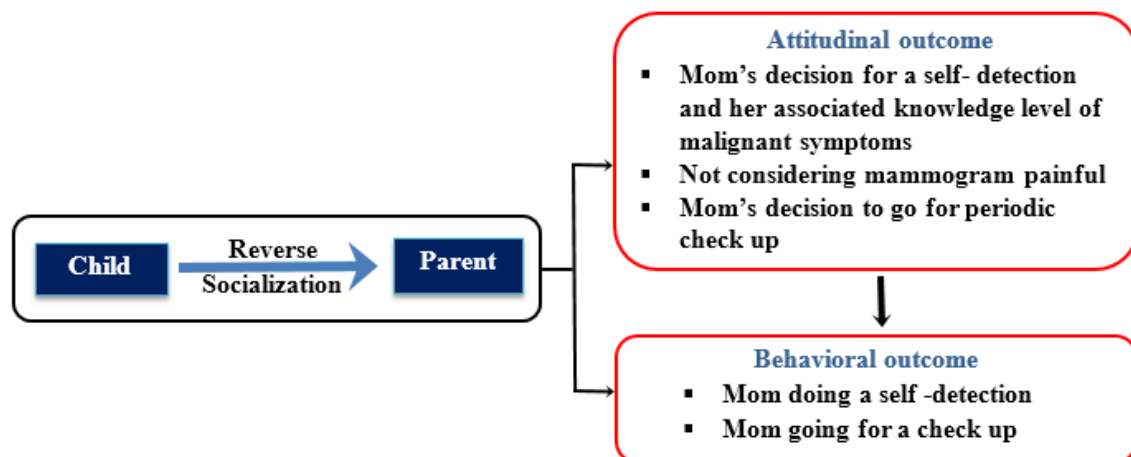 Child
Reverse
Socialization
Parent
Attitudinal outcome
▪ Mom's decision for a self- detection
and her associated knowledge level of
malignant symptoms
▪ Not considering mammogram painful
▪ Mom's decision to go for periodic
check up
Behavioral outcome
▪ Mom doing a self -detection
▪ Mom going for a check up